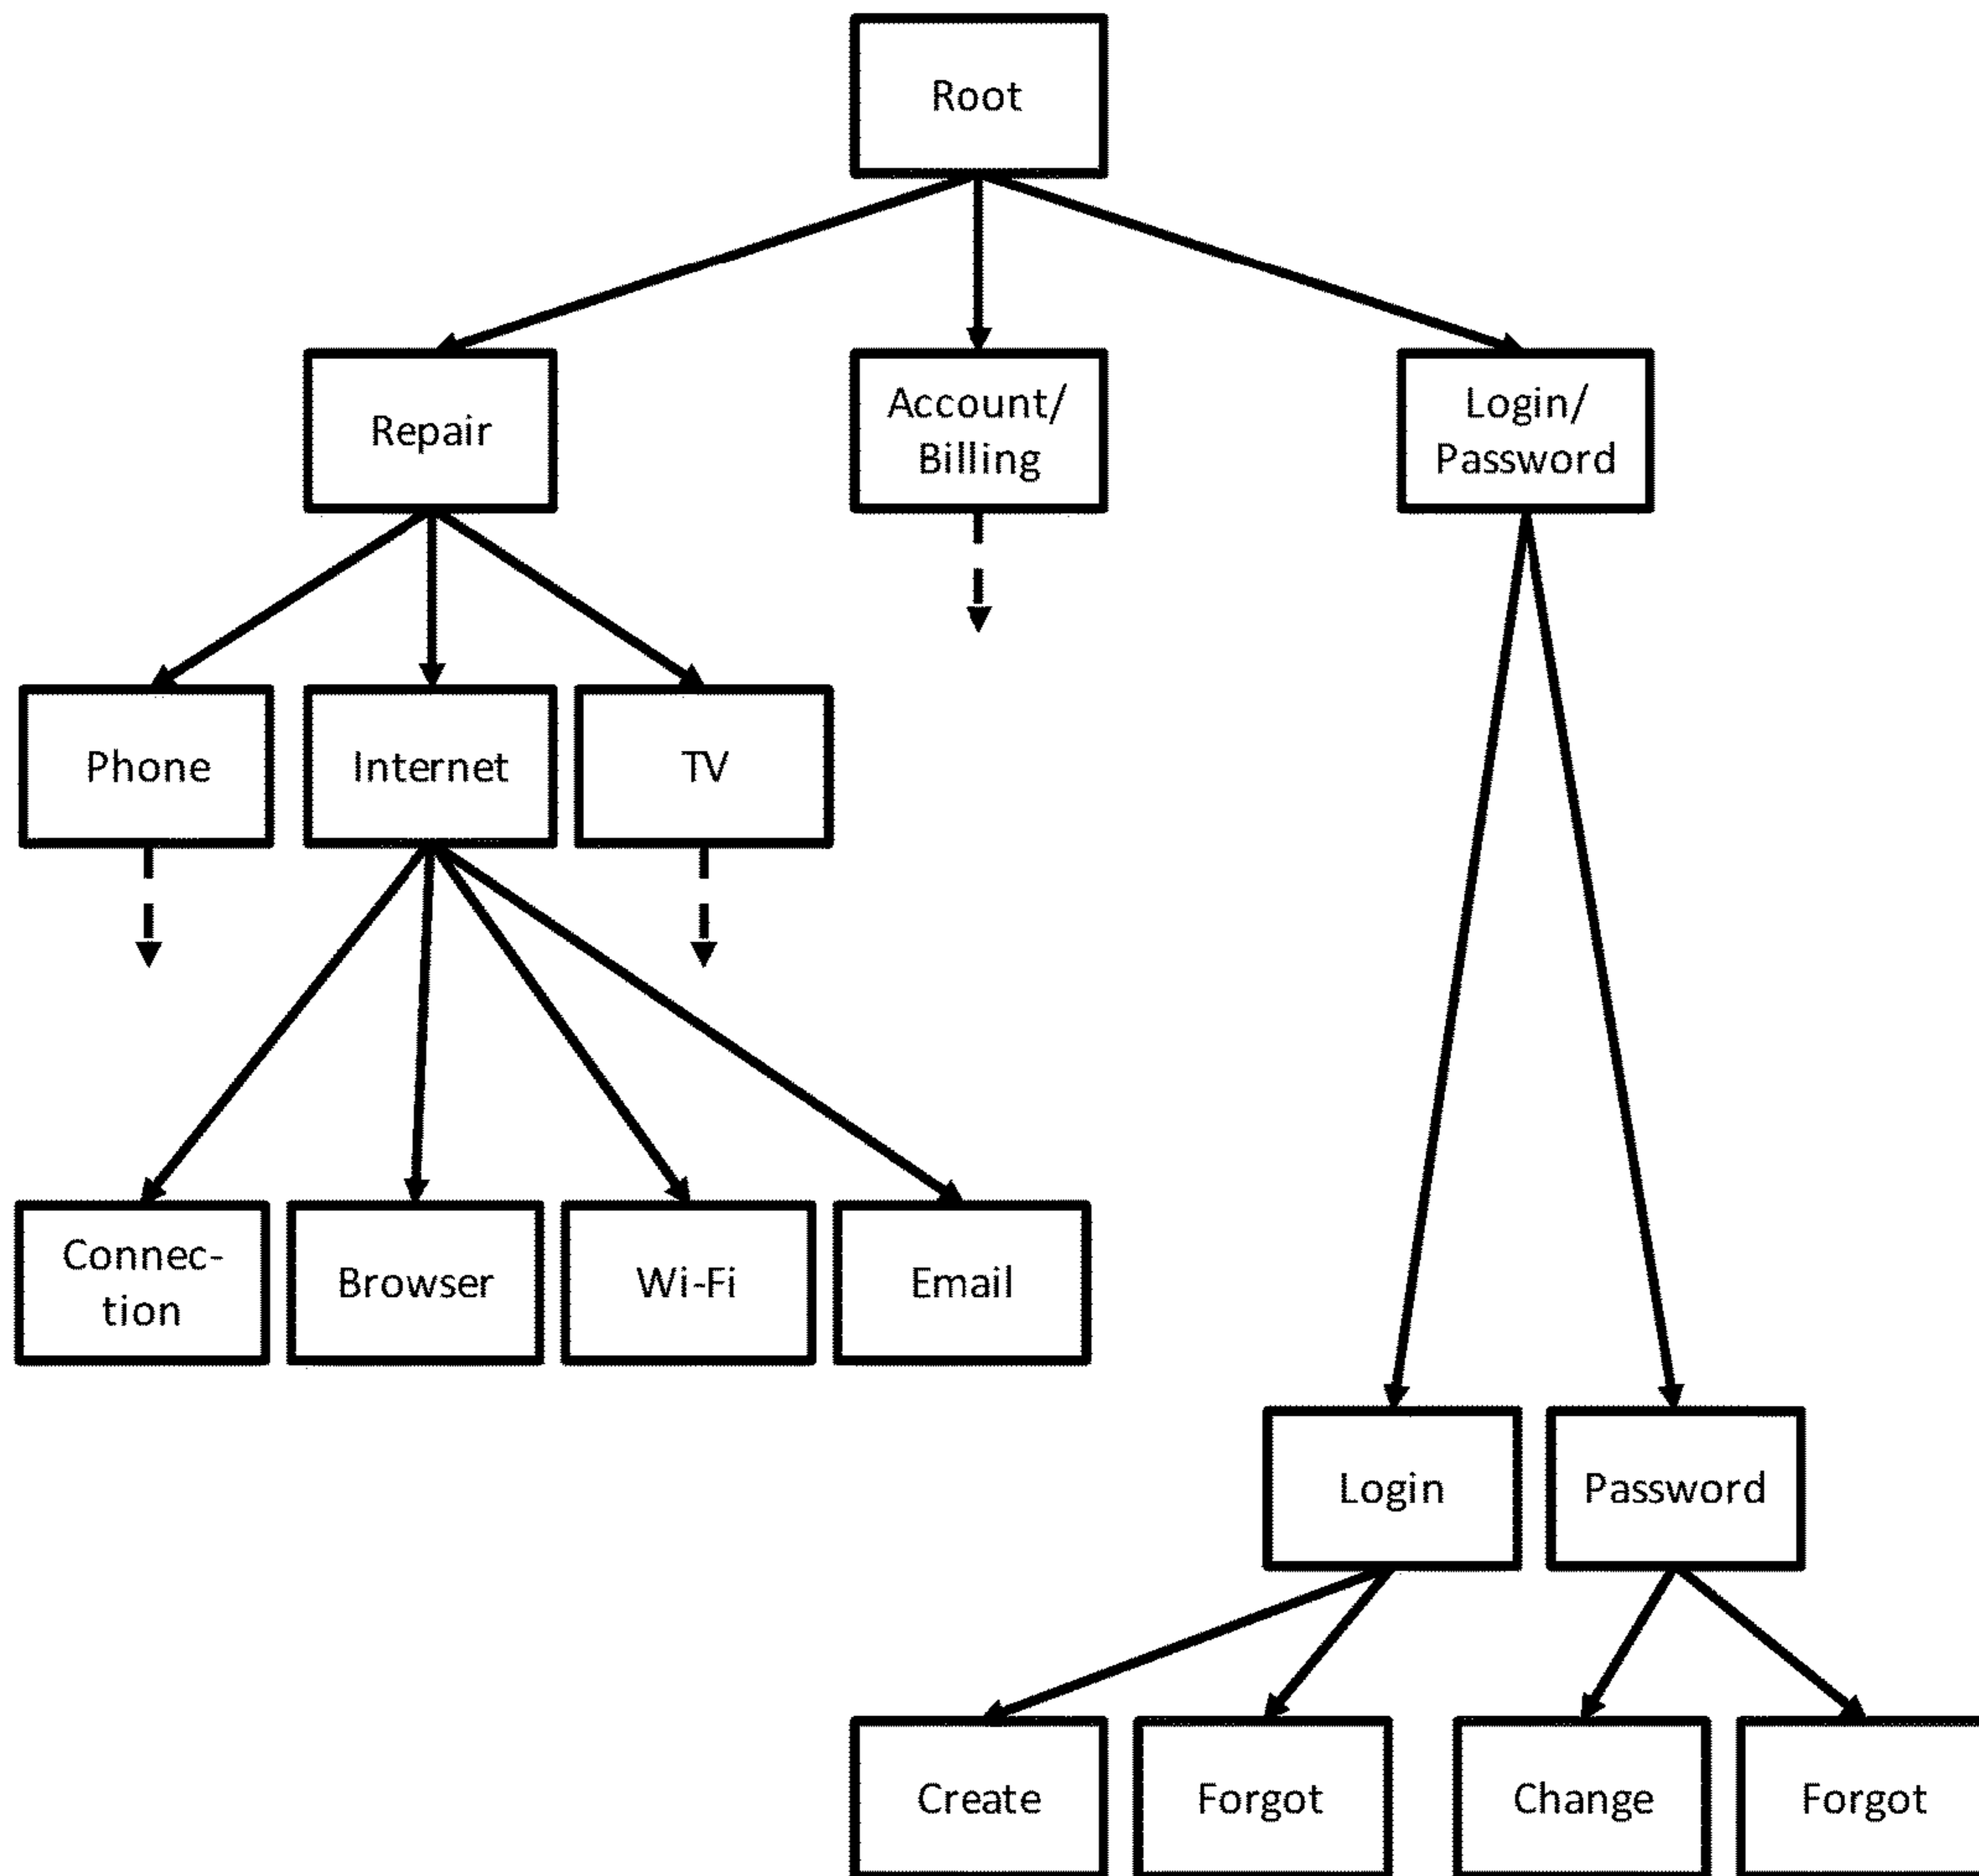 Root
Repair
Account/
Billing
Login/
Password
Phone
Internet
TV
Connec-
tion
Browser
Wi-Fi
Email
Login
Password
Create
Forgot
Change
Forgot